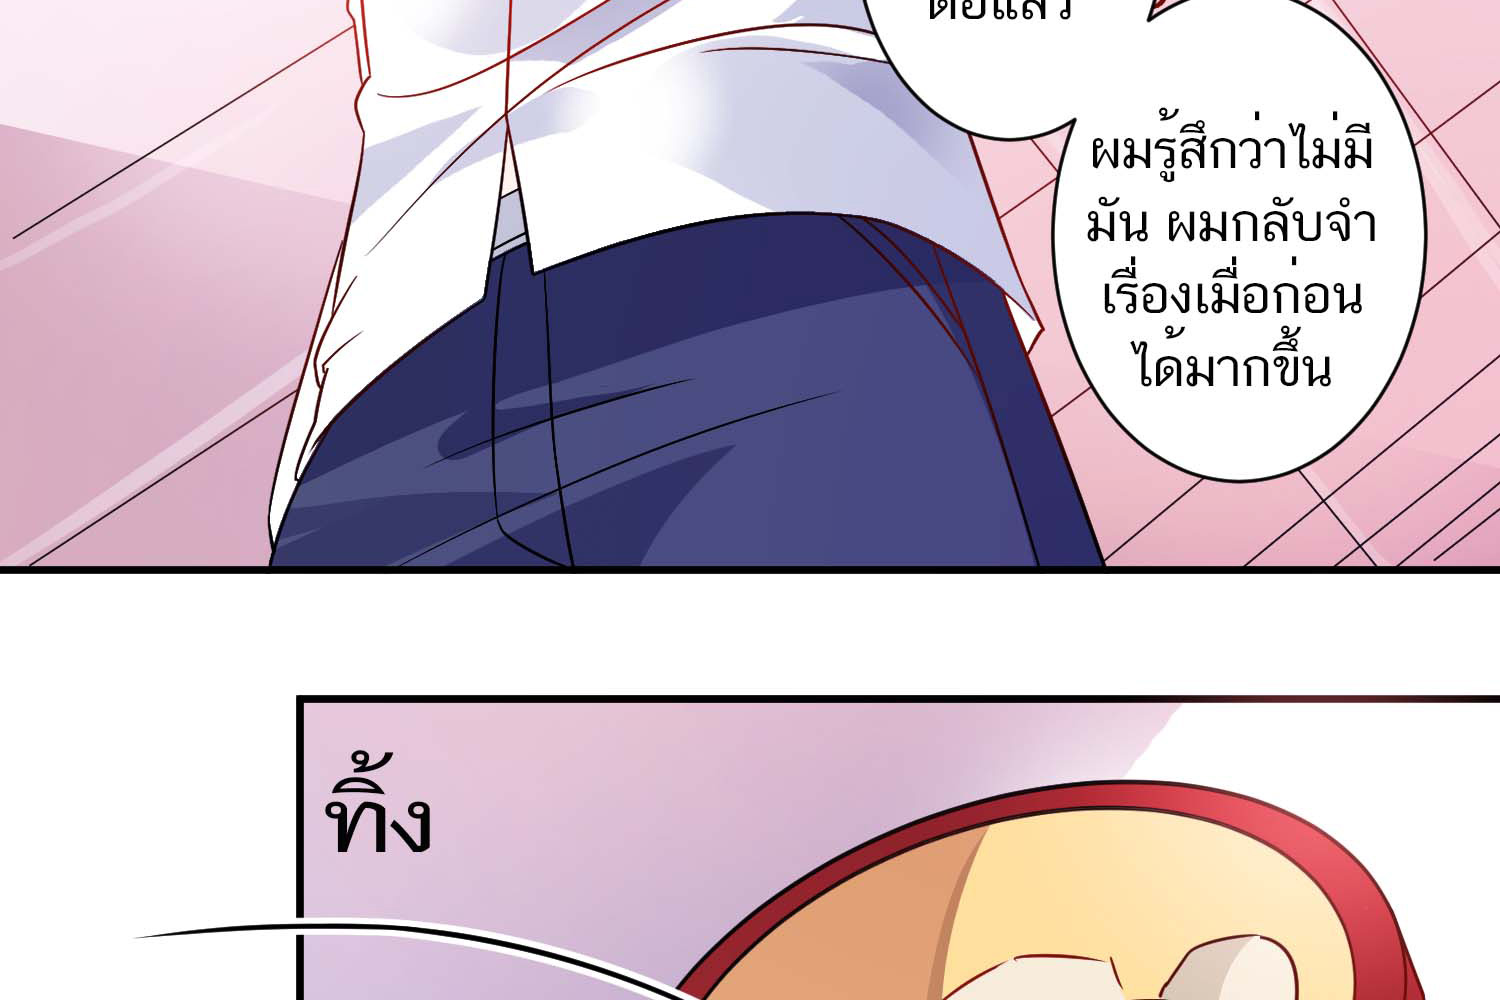 ผมรู้สึกว่าไม่มี
มัน ผมกลับจำ
เรื่องเมื่อก่อน
ได้มากขึ้น
ทิ้ง